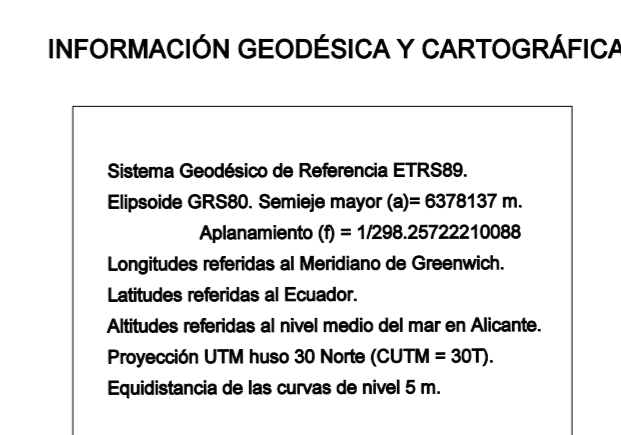 INFORMACIÓN GEODÉSICA Y CARTOGRÁFICA
Sistema Geodésico de Referencia ETRS89.
Elipsoide GRS80. Semieje mayor (a)= 6378137 m.
Aplanamiento (f) = 1/298.25722210088
Longitudes referidas al Meridiano de Greenwich.
Latitudes referidas al Ecuador.
Altitudes referidas al nivel medio del mar en Alicante.
Proyección UTM huso 30 Norte (CUTM = 30T).
Equidistancia de las curvas de nivel 5 m.